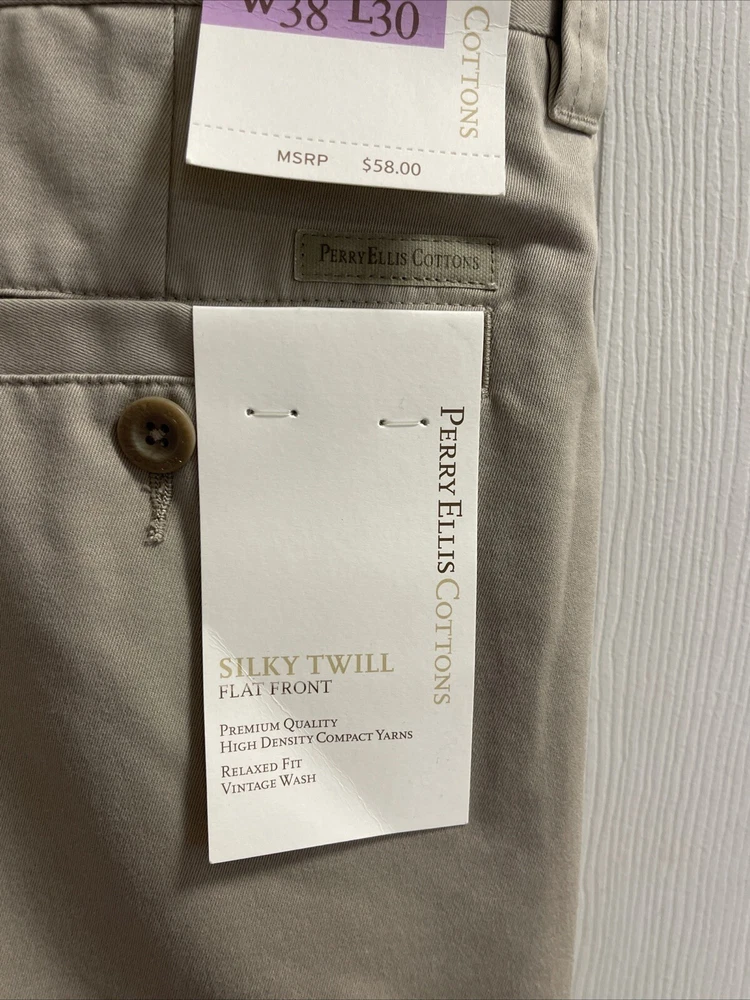 W38 L30
COTTONS
MSRP $58.00
PERRY ELLIS COTTONS
PERRY ELLIS COTTONS
SILKY TWILL
FLAT FRONT
PREMIUM QUALITY
HIGH DENSITY COMPACT YARNS
RELAXED FIT
VINTAGE WASH